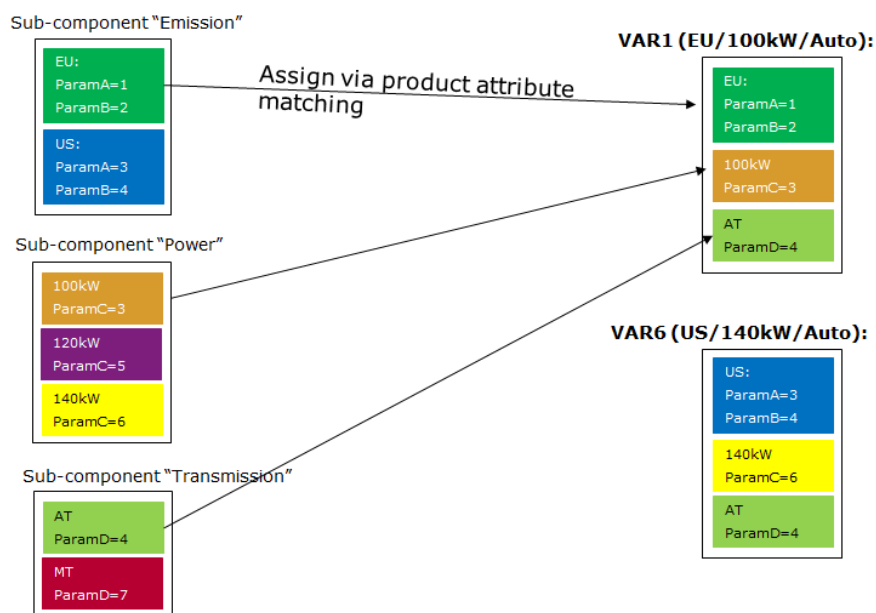 Sub-component “Emission”
EU:
ParamA=1
ParamB=2
US:
ParamA=3
ParamB=4
Sub-component “Power”
100kW
ParamC=3
120kW
ParamC=5
140kW
ParamC=6
Sub-component “Transmission”
AT
ParamD=4
MT
ParamD=7
Assign via product attribute
matching
VAR1 (EU/100kW/Auto):
EU:
ParamA=1
ParamB=2
100kW
ParamC=3
AT
ParamD=4
VAR6 (US/140kW/Auto):
US:
ParamA=3
ParamB=4
140kW
ParamC=6
AT
ParamD=4